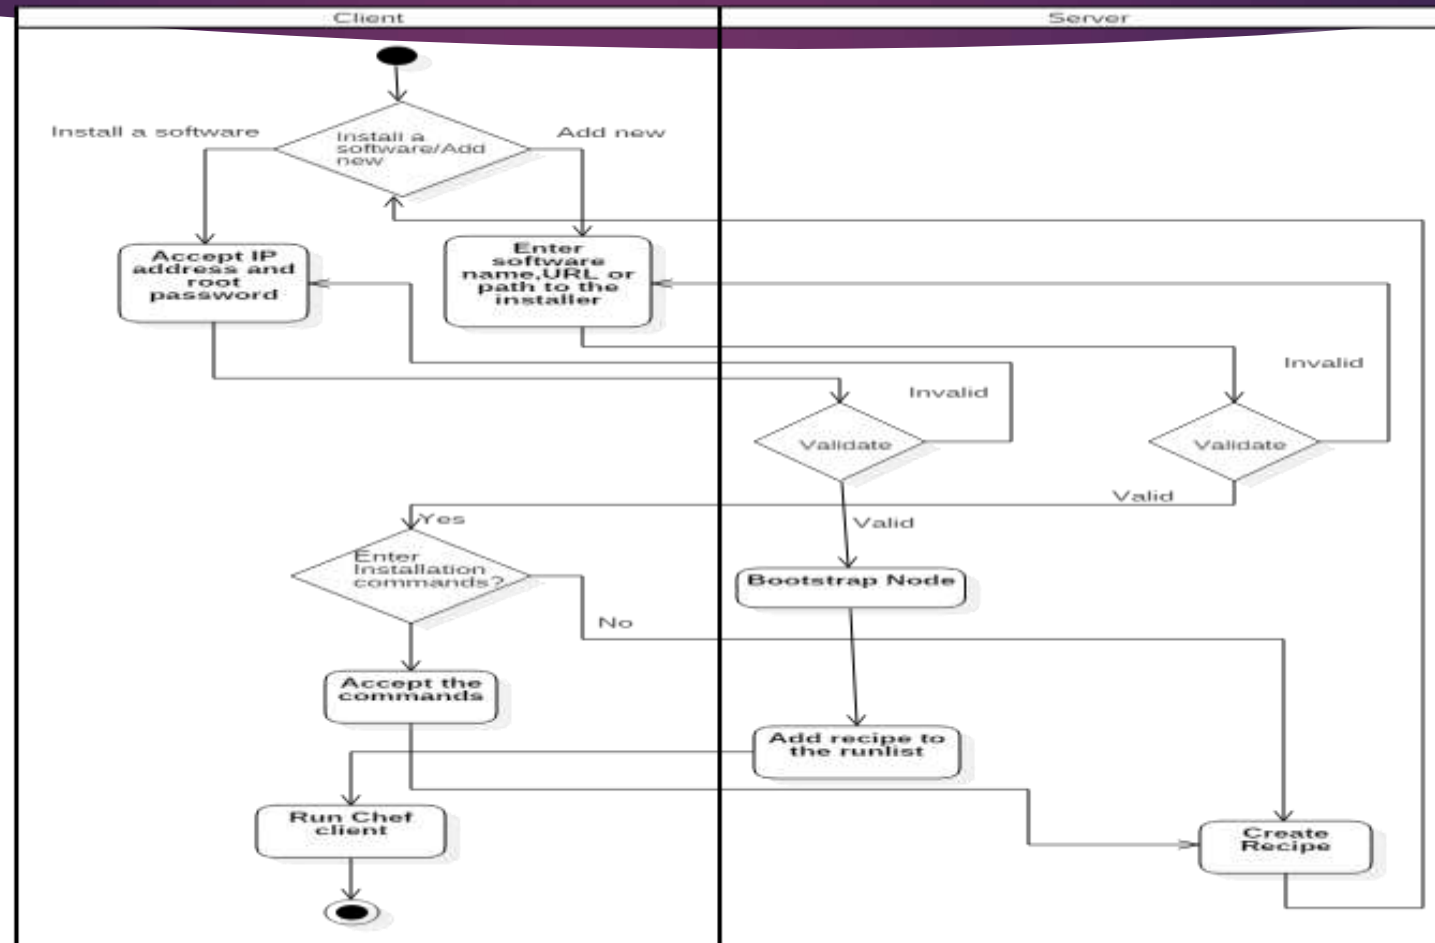 Client
Server
Install a software
Install a
software/Add
new
Add new
Accept IP
address and
root
password
Enter
software
name,URL or
path to the
installer
Invalid
Invalid
Validate
Validate
Valid
Yes
Valid
Enter
Installation
commands?
Bootstrap Node
No
Accept the
commands
Add recipe to
the runlist
Run Chef
client
Create
Recipe